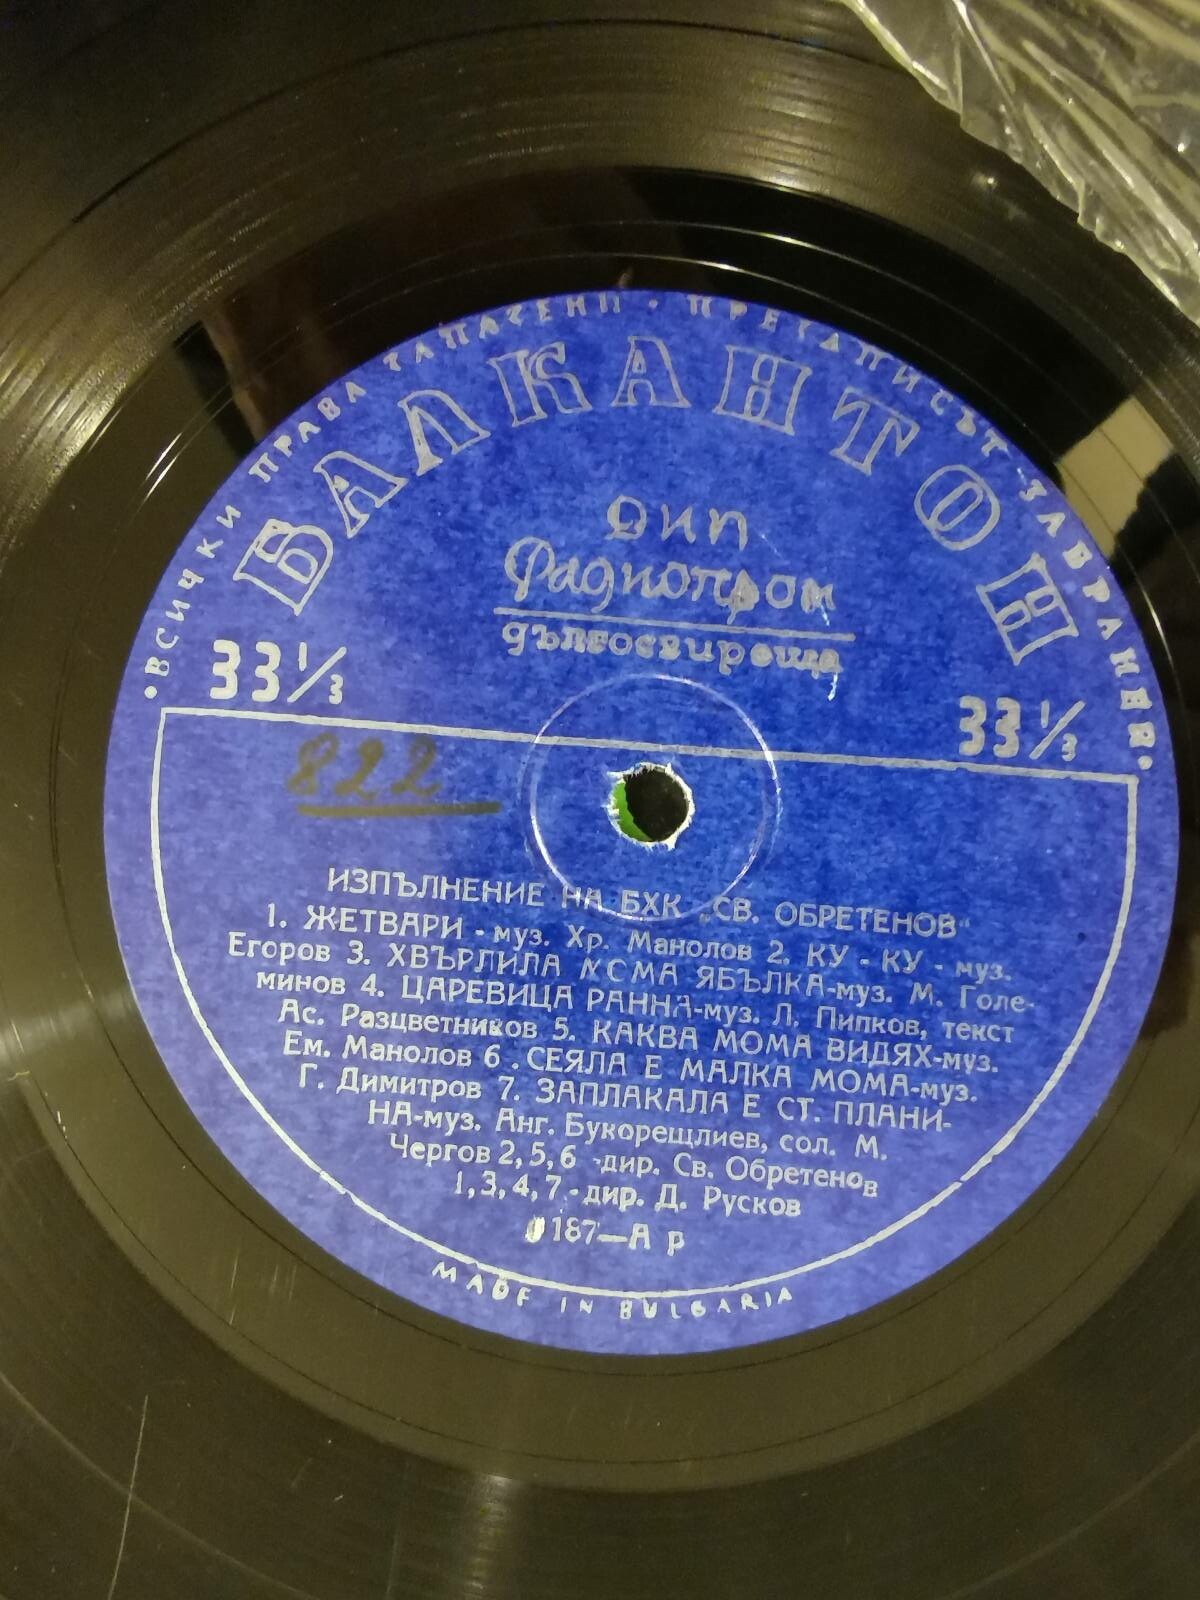 •ВСИЧКИ ПРАВА ЗАПАЗЕНИ • ПРЕЗАПИСЪТ ЗАБРАНЕН•
БАЛКАНТОН
ДИП
Радиопром
дългосвиреща
33 1/3
33 1/3
822
ИЗПЪЛНЕНИЕ НА БХК „СВ. ОБРЕТЕНОВ"
1. ЖЕТВАРИ - муз. Хр. Манолов 2. КУ - КУ - муз.
Егоров 3. ХВЪРЛИЛА МОМА ЯБЪЛКА-муз. М. Голе-
минов 4. ЦАРЕВИЦА РАННА-муз. Л. Пипков, текст
Ас. Разцветников 5. КАКВА МОМА ВИДЯХ-муз.
Ем. Манолов 6. СЕЯЛА Е МАЛКА МОМА-муз.
Г. Димитров 7. ЗАПЛАКАЛА Е СТ. ПЛАНИ-
НА-муз. Анг. Букорещлиев, сол. М.
Чергов 2,5,6 -дир. Св. Обретенов
1,3,4,7-дир. Д. Русков
187-А р
MADE IN BULGARIA